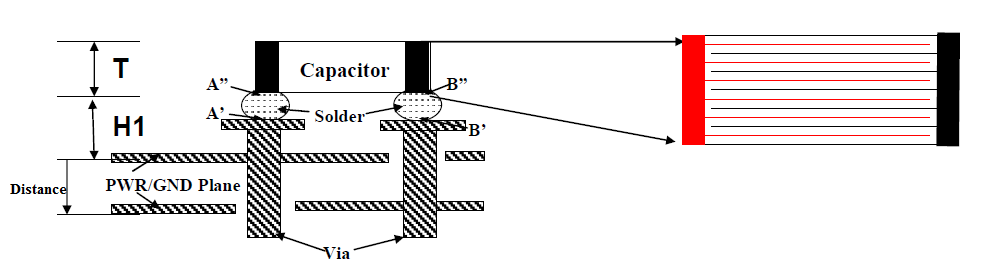 T
Capacitor
A”
B”
H1
A’
Solder
B’
Distance
PWR/GND Plane
Via